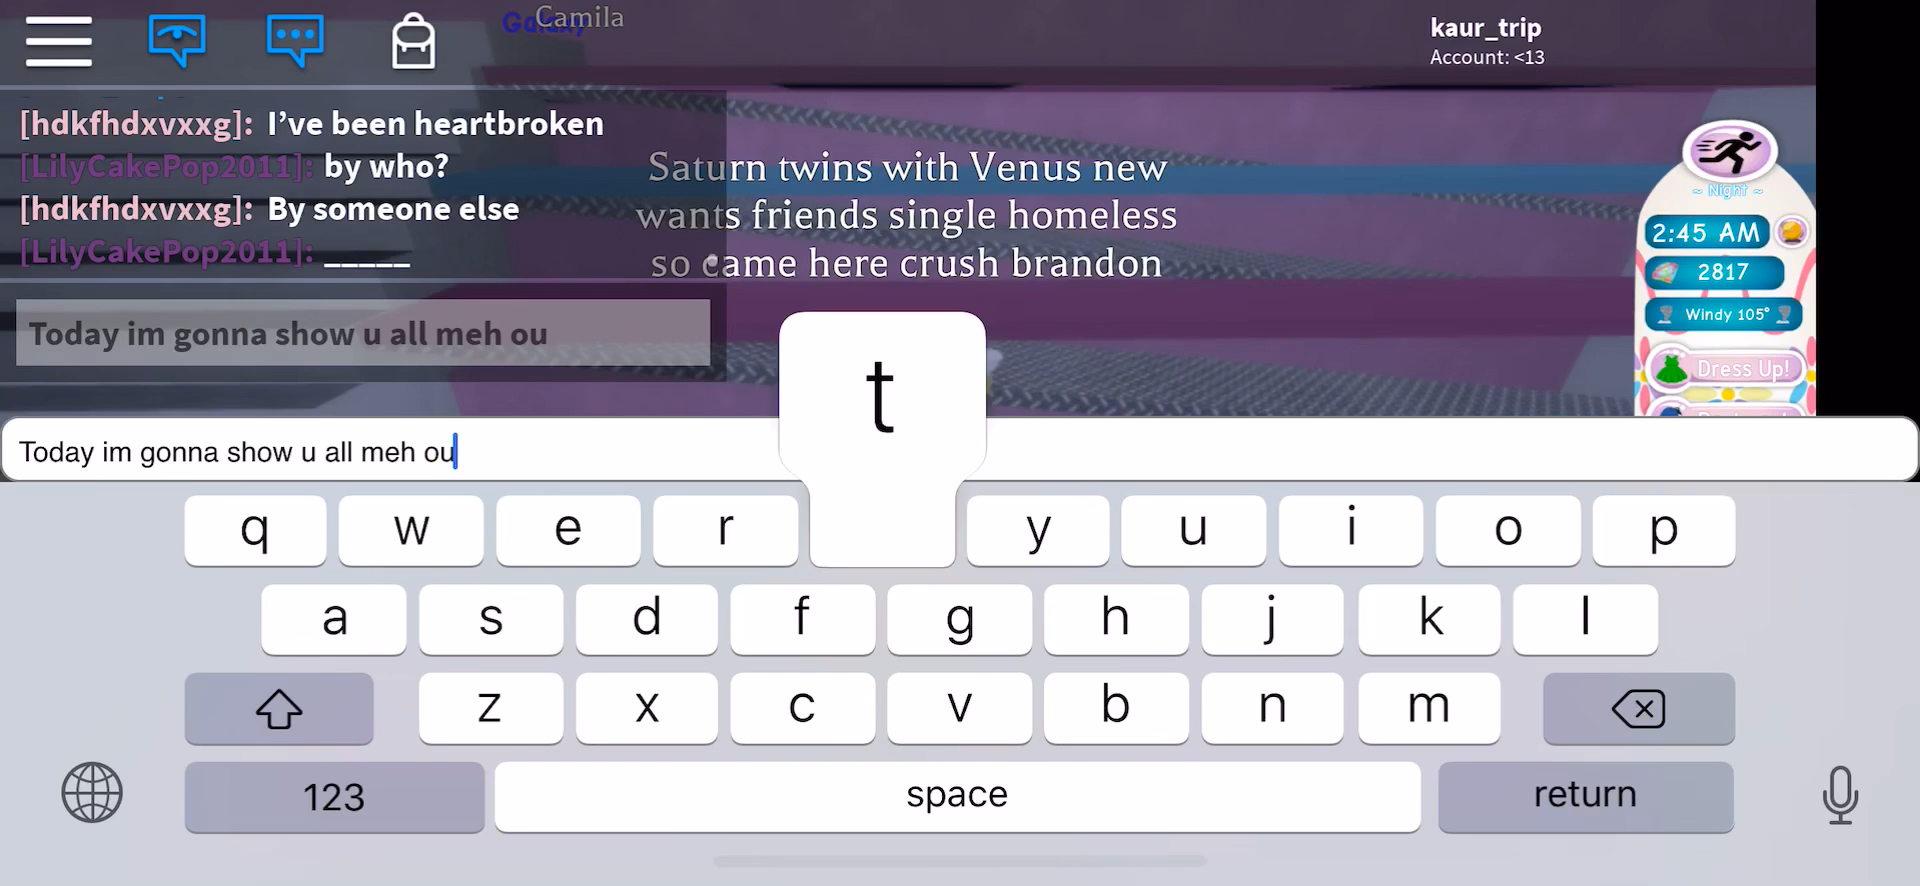 Galaxy
Camila
kaur_trip
Account: <13
[hdkfhdxvxxg]: I've been heartbroken
[LilyCakePop2011]: by who?
[hdkfhdxvxxg]: By someone else
[LilyCakePop2011]: _____
Saturn twins with Venus new
wants friends single homeless
so came here crush brandon
~ Night ~
2:45 AM
2817
Windy 105°
Dress Up!
Today im gonna show u all meh ou
Today im gonna show u all meh ou
t
q w e r y u i o p
a s d f g h j k l
z x c v b n m
123 space return